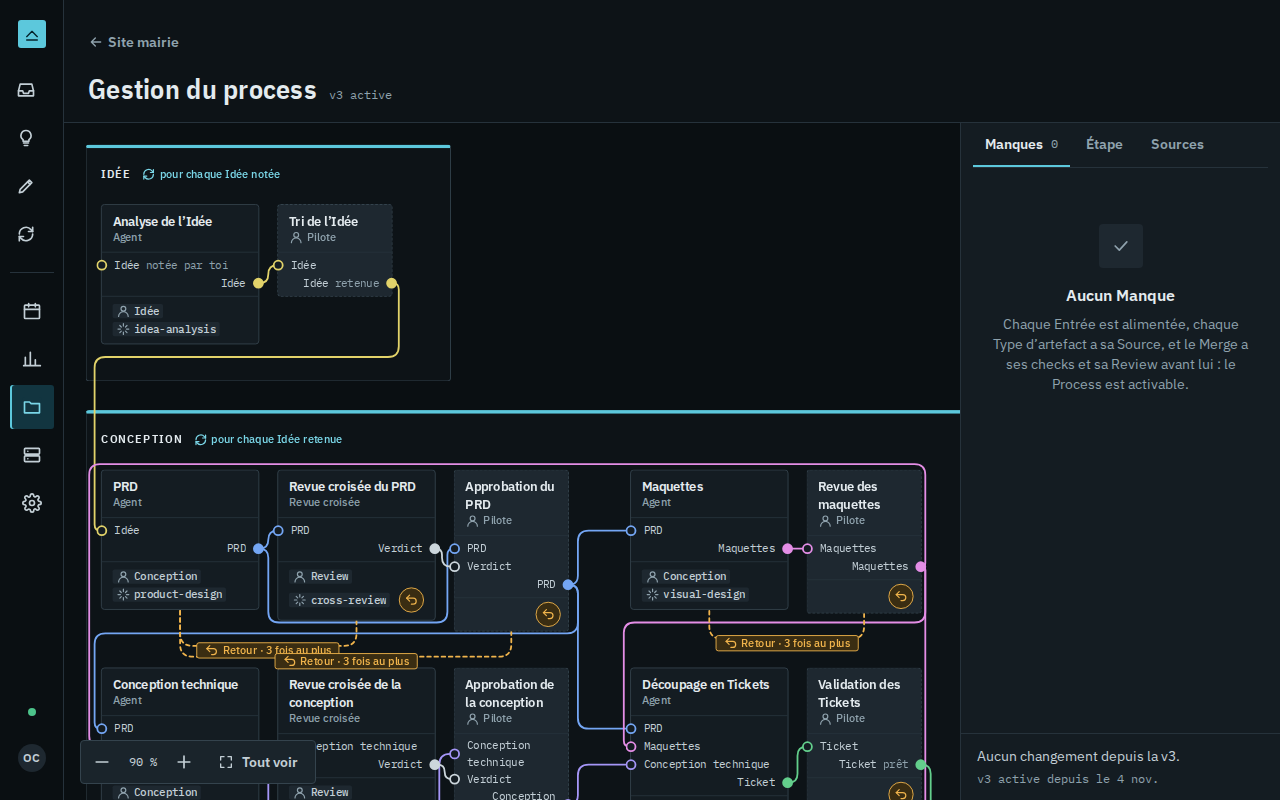 Site mairie
Gestion du process v3 active
Manques 0 Étape Sources
IDÉE pour chaque Idée notée
Analyse de l'Idée
Agent
Idée notée par toi
Idée
Idée
idea-analysis
Tri de l'Idée
Pilote
Idée
Idée retenue
Aucun Manque
Chaque Entrée est alimentée, chaque
Type d'artefact a sa Source, et le Merge a
ses checks et sa Review avant lui : le
Process est activable.
CONCEPTION pour chaque Idée retenue
PRD
Agent
Idée
PRD
Conception
product-design
Revue croisée du PRD
Revue croisée
PRD
Verdict
Review
cross-review
Approbation du
PRD
Pilote
PRD
Verdict
PRD
Maquettes
Agent
PRD
Maquettes
Conception
visual-design
Revue des
maquettes
Pilote
Maquettes
Maquettes
Retour · 3 fois au plus
Retour · 3 fois au plus
Retour · 3 fois au plus
Conception technique
Agent
PRD
Conception
Revue croisée de la
conception
Revue croisée
eption technique
Verdict
Review
Approbation de
la conception
Pilote
Conception
technique
Verdict
Conception
Découpage en Tickets
Agent
PRD
Maquettes
Conception technique
Ticket
Validation des
Tickets
Pilote
Ticket
Ticket prêt
90 % Tout voir
OC
Aucun changement depuis la v3.
v3 active depuis le 4 nov.